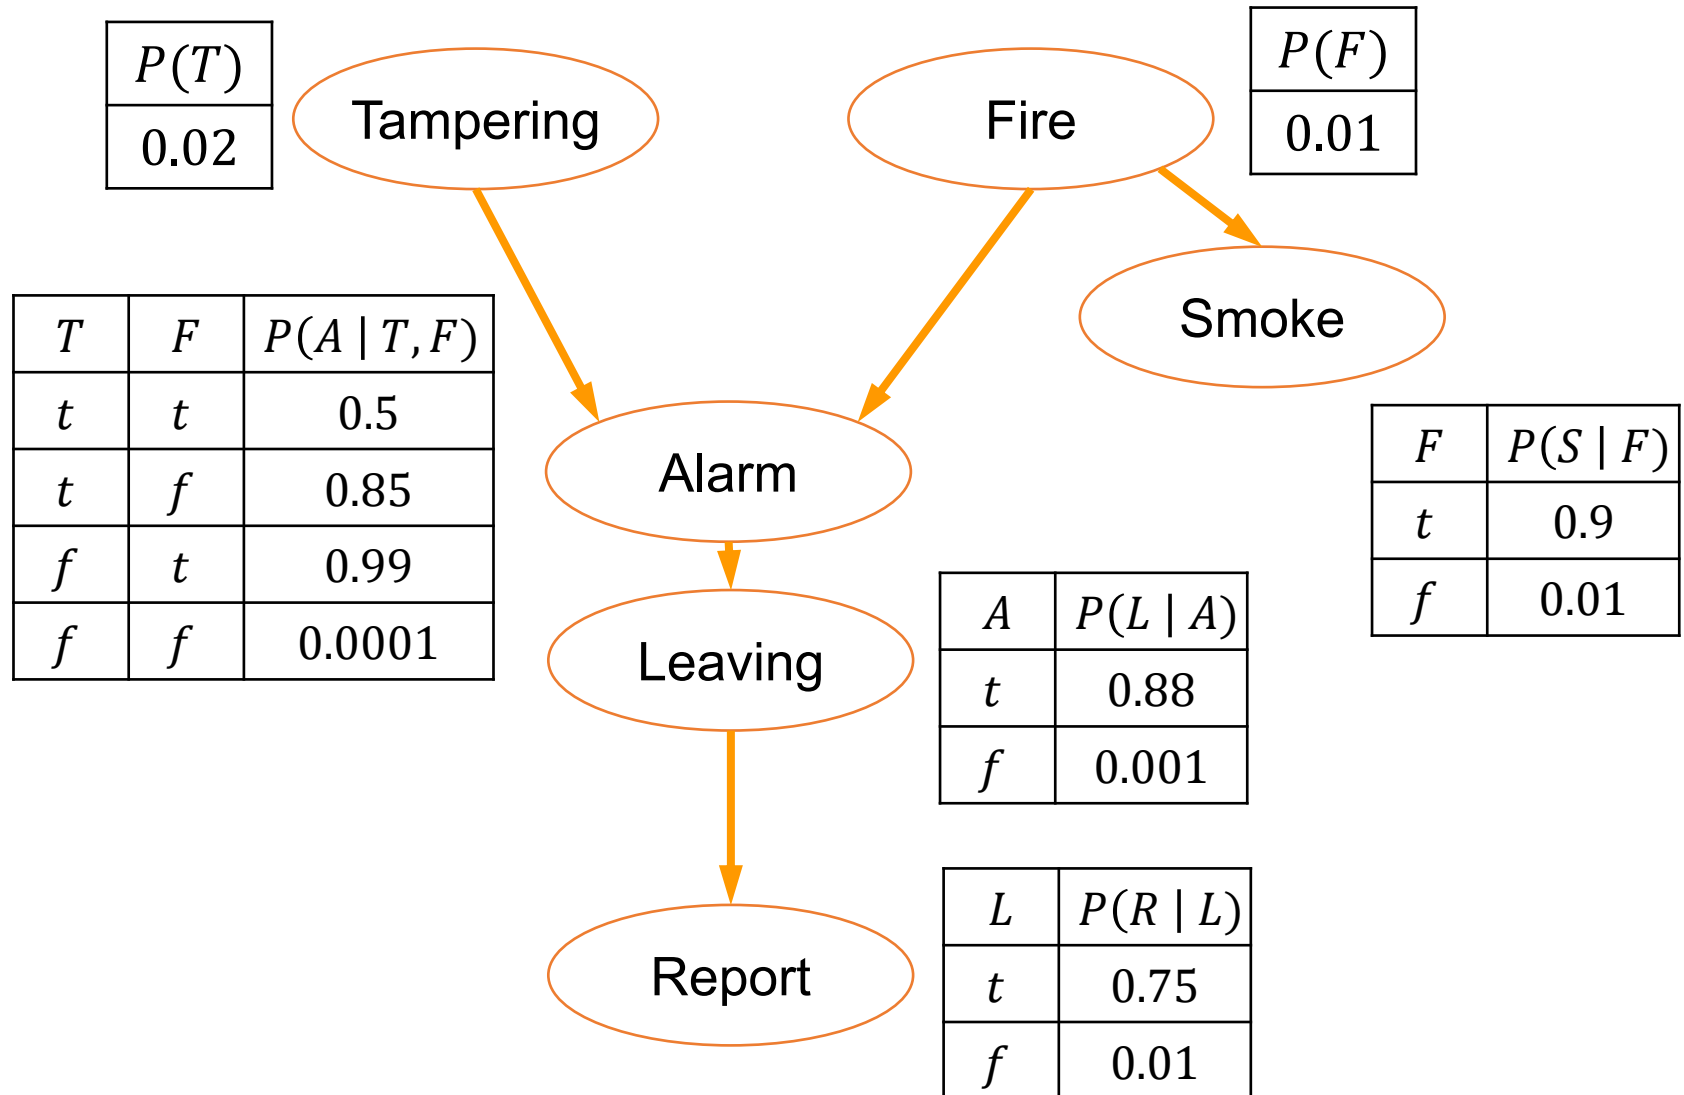 P(T)
0.02
Tampering
Fire
P(F)
0.01
Smoke
T F P(A | T, F)
t t 0.5
t f 0.85
f t 0.99
f f 0.0001
Alarm
F P(S | F)
t 0.9
f 0.01
Leaving
A P(L | A)
t 0.88
f 0.001
Report
L P(R | L)
t 0.75
f 0.01